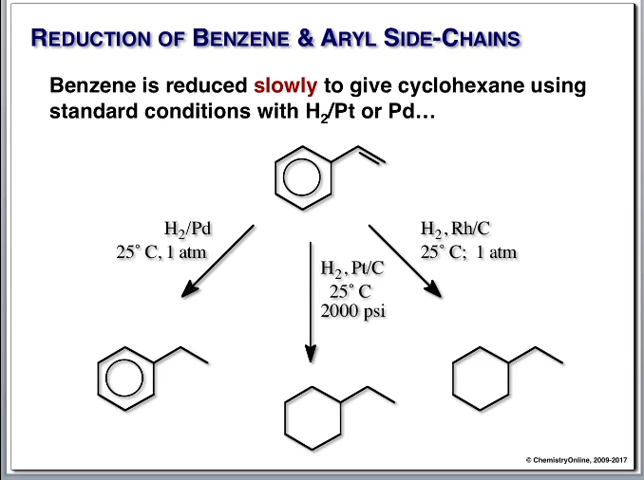 REDUCTION OF BENZENE & ARYL SIDE-CHAINS
Benzene is reduced slowly to give cyclohexane using
standard conditions with H₂/Pt or Pd…
H₂/Pd
25° C, 1 atm
H₂, Pt/C
25° C
2000 psi
H₂, Rh/C
25° C; 1 atm
© ChemistryOnline, 2009-2017